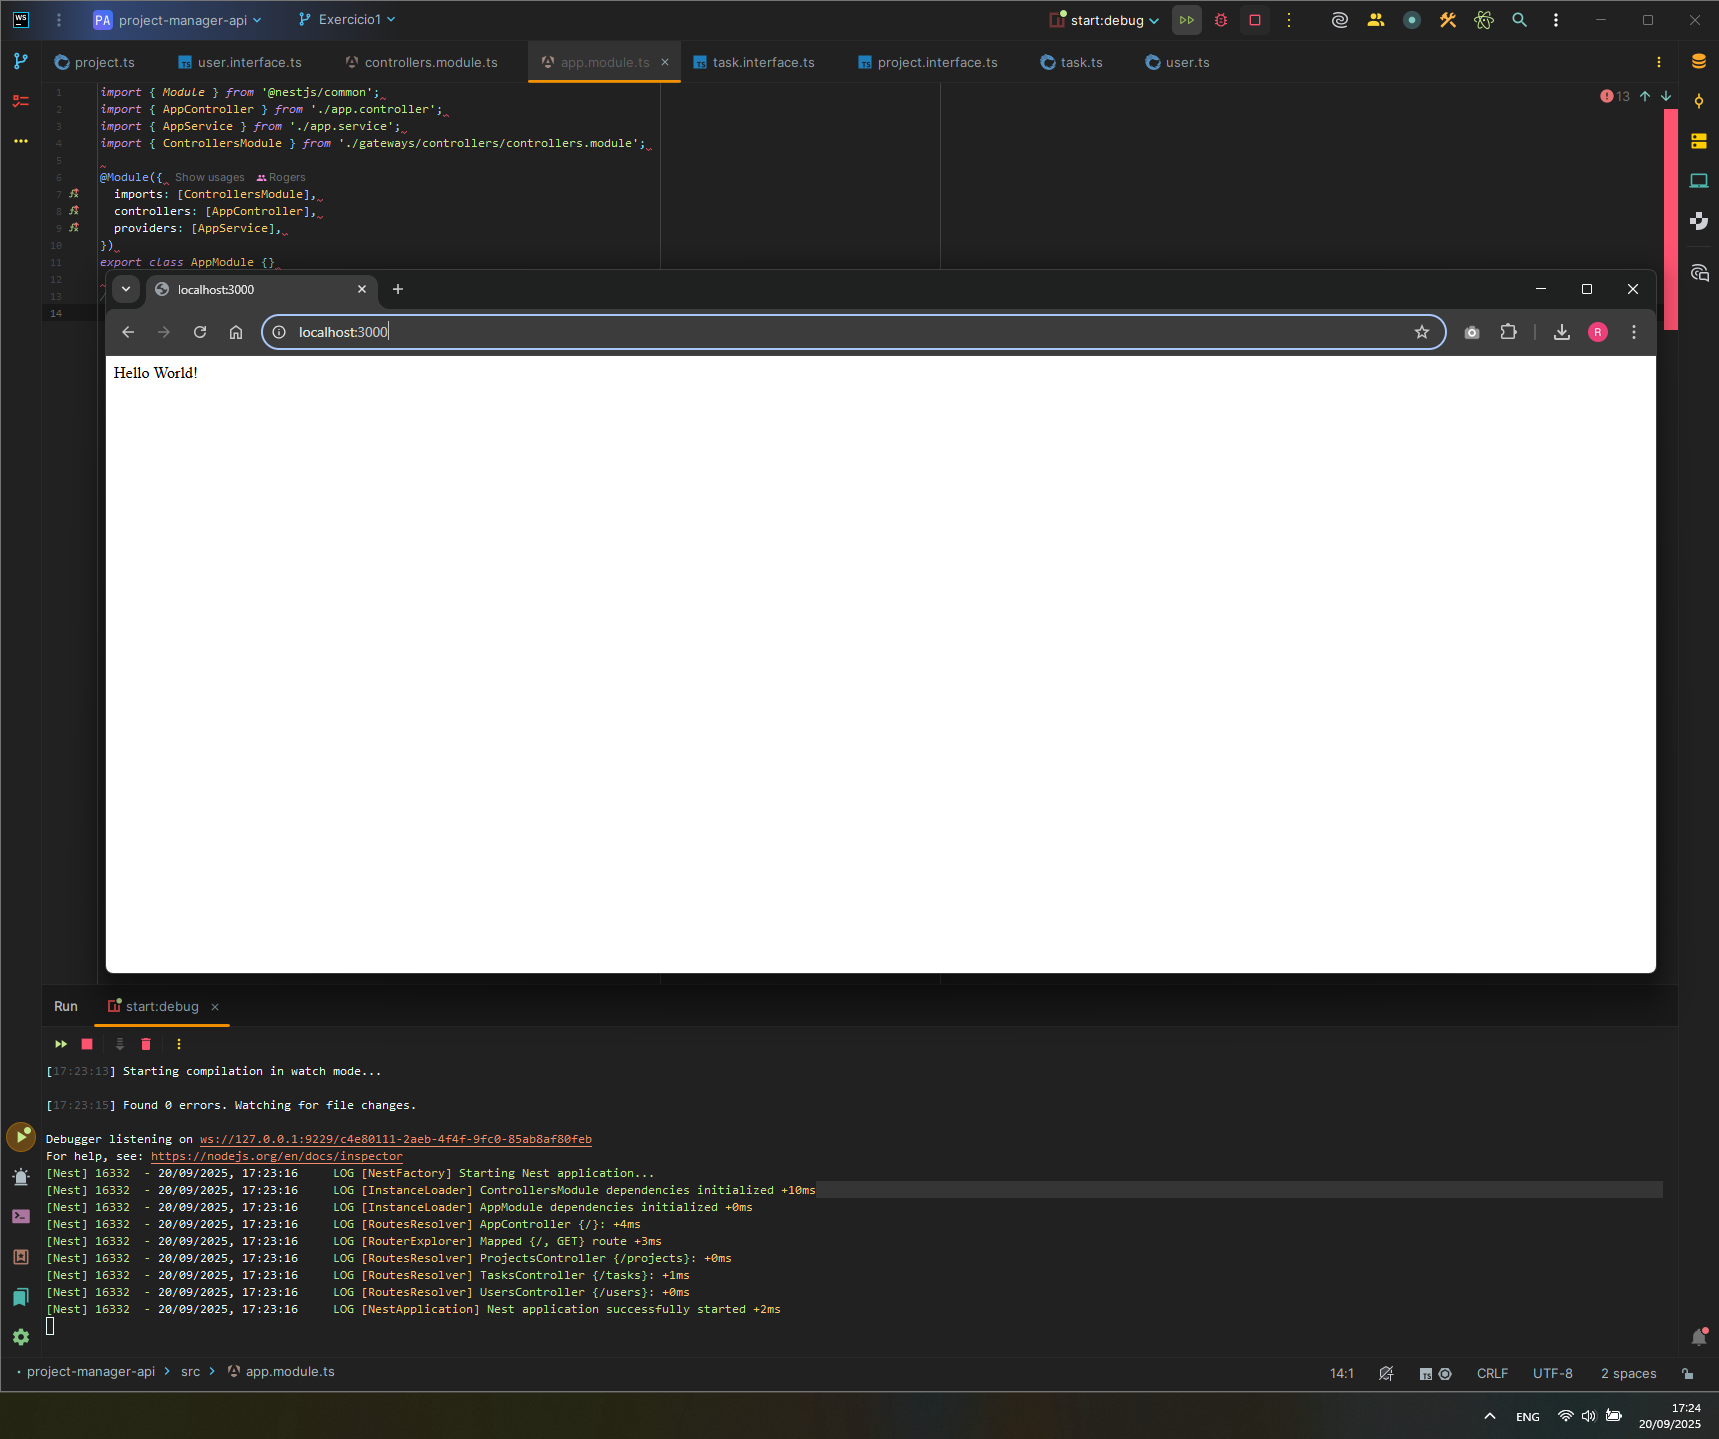 WS
PA project-manager-api
Exercicio1
start:debug
project.ts
user.interface.ts
controllers.module.ts
app.module.ts
task.interface.ts
project.interface.ts
task.ts
user.ts
13
1 import { Module } from '@nestjs/common';
2 import { AppController } from './app.controller';
3 import { AppService } from './app.service';
4 import { ControllersModule } from './gateways/controllers/controllers.module';
5
6 @Module({ Show usages Rogers
7 imports: [ControllersModule],
8 controllers: [AppController],
9 providers: [AppService],
10 })
11 export class AppModule {}
12
13 /
14
localhost:3000
localhost:3000
R
Hello World!
Run
start:debug
[17:23:13] Starting compilation in watch mode...
[17:23:15] Found 0 errors. Watching for file changes.
Debugger listening on ws://127.0.0.1:9229/c4e80111-2aeb-4f4f-9fc0-85ab8af80feb
For help, see: https://nodejs.org/en/docs/inspector
[Nest] 16332 - 20/09/2025, 17:23:16 LOG [NestFactory] Starting Nest application...
[Nest] 16332 - 20/09/2025, 17:23:16 LOG [InstanceLoader] ControllersModule dependencies initialized +10ms
[Nest] 16332 - 20/09/2025, 17:23:16 LOG [InstanceLoader] AppModule dependencies initialized +0ms
[Nest] 16332 - 20/09/2025, 17:23:16 LOG [RoutesResolver] AppController {/}: +4ms
[Nest] 16332 - 20/09/2025, 17:23:16 LOG [RouterExplorer] Mapped {/, GET} route +3ms
[Nest] 16332 - 20/09/2025, 17:23:16 LOG [RoutesResolver] ProjectsController {/projects}: +0ms
[Nest] 16332 - 20/09/2025, 17:23:16 LOG [RoutesResolver] TasksController {/tasks}: +1ms
[Nest] 16332 - 20/09/2025, 17:23:16 LOG [RoutesResolver] UsersController {/users}: +0ms
[Nest] 16332 - 20/09/2025, 17:23:16 LOG [NestApplication] Nest application successfully started +2ms
project-manager-api > src > app.module.ts
14:1
CRLF
UTF-8
2 spaces
ENG
17:24
20/09/2025